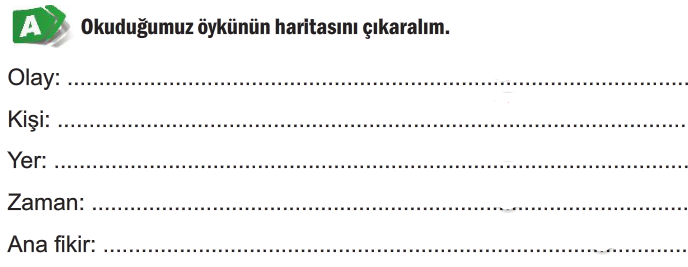 A Okuduğumuz öykünün haritasını çıkaralım.
Olay: ........................................................................................................
Kişi: ..........................................................................................................
Yer: ...........................................................................................................
Zaman: ....................................................................................................
Ana fikir: ..................................................................................................